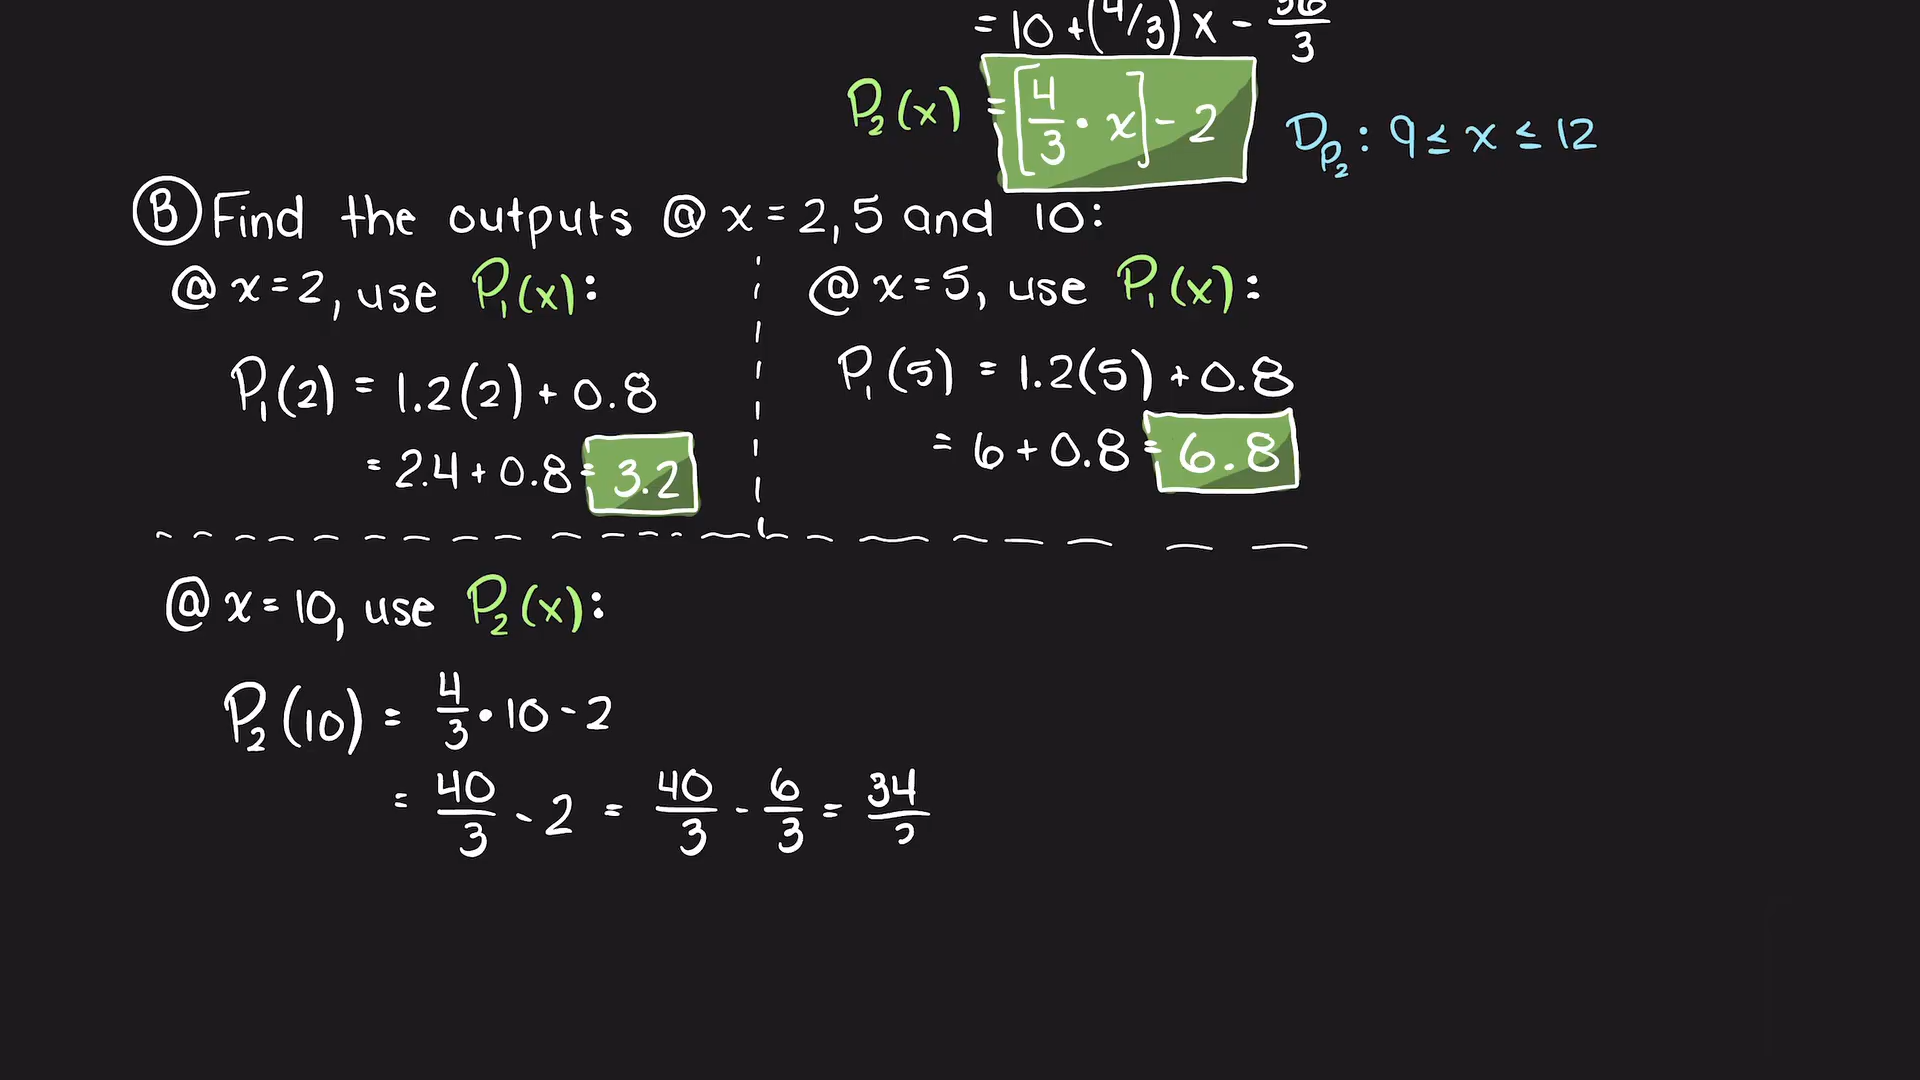 = 10 + (4/3) x - 36/3
P₂(x) = [4/3 · x] - 2 D_P₂: 9 ≤ x ≤ 12
Ⓑ Find the outputs @ x = 2, 5 and 10:
@ x = 2, use P₁(x):
P₁(2) = 1.2(2) + 0.8
= 2.4 + 0.8 = 3.2
@ x = 5, use P₁(x):
P₁(5) = 1.2(5) + 0.8
= 6 + 0.8 = 6.8
@ x = 10, use P₂(x):
P₂(10) = 4/3 · 10 - 2
= 40/3 - 2 = 40/3 - 6/3 = 34/